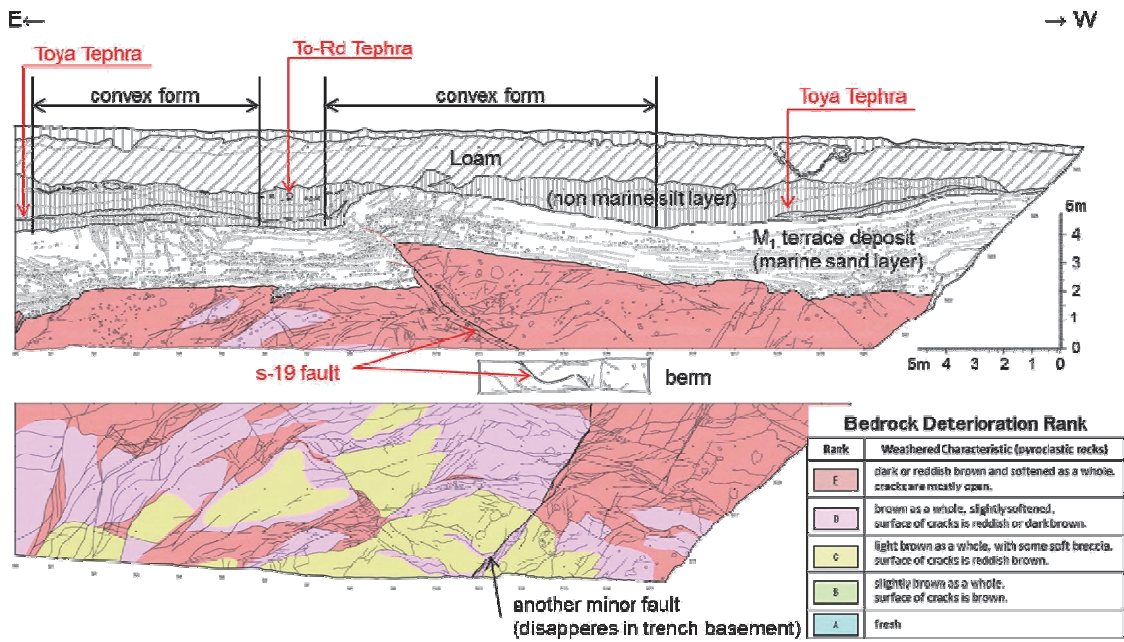 E←
→ W
Toya Tephra
To-Rd Tephra
convex form
convex form
Toya Tephra
Loam
(non marine silt layer)
M1 terrace deposit
(marine sand layer)
5m
4
3
2
1
0
5m 4 3 2 1 0
s-19 fault
berm
another minor fault
(disapperes in trench basement)
Bedrock Deterioration Rank
Rank
Weathered Characteristic (pyroclastic rocks)
E
dark or reddish brown and softened as a whole.
cracks are mostly open.
D
brown as a whole, slightly softened,
surface of cracks is reddish or dark brown.
C
light brown as a whole, with some soft breccia.
surface of cracks is reddish brown.
B
slightly brown as a whole.
surface of cracks is brown.
A
fresh